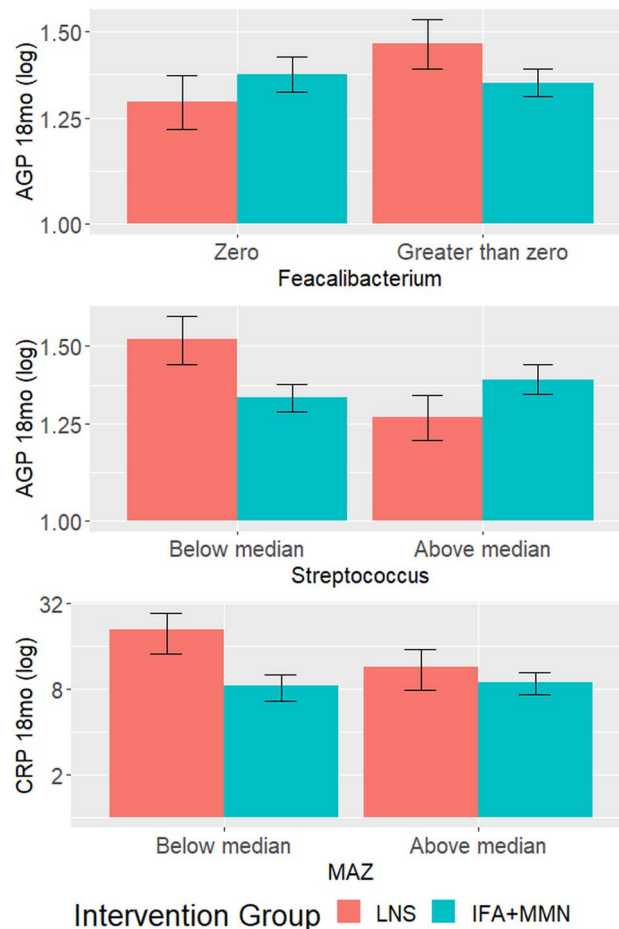 AGP 18mo (log)
1.50
1.25
1.00
Zero
Greater than zero
Feacalibacterium
AGP 18mo (log)
1.50
1.25
1.00
Below median
Above median
Streptococcus
CRP 18mo (log)
32
8
2
Below median
Above median
MAZ
Intervention Group LNS IFA+MMN